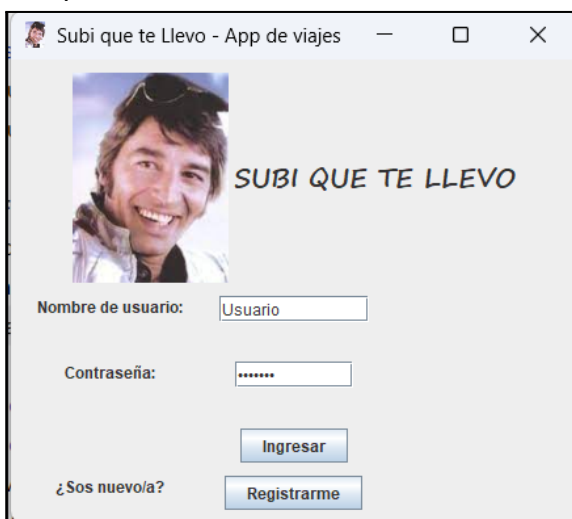 Subi que te Llevo - App de viajes
SUBI QUE TE LLEVO
Nombre de usuario: Usuario
Contraseña: •••••••
Ingresar
¿Sos nuevo/a? Registrarme